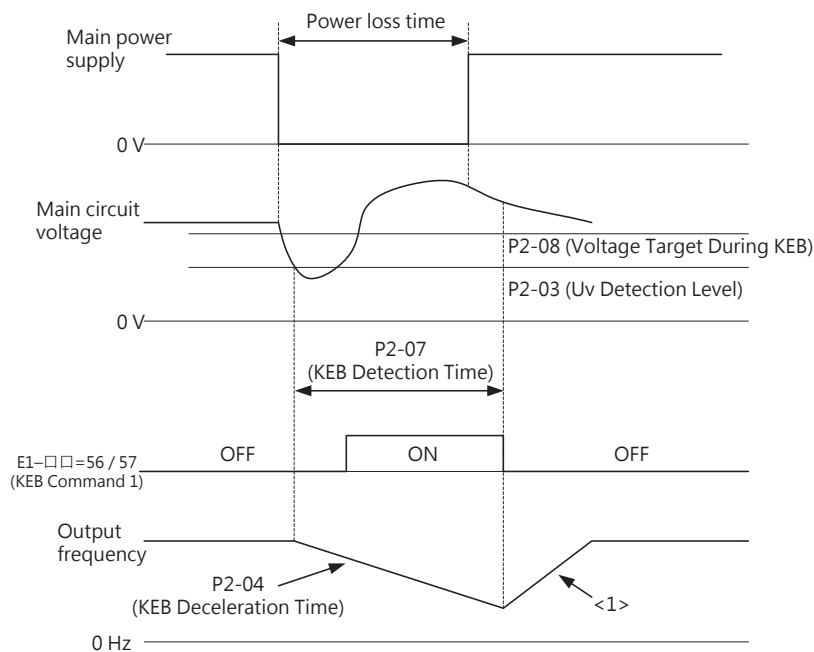 Power loss time
Main power
supply
0 V
Main circuit
voltage
P2-08 (Voltage Target During KEB)
P2-03 (Uv Detection Level)
0 V
P2-07
(KEB Detection Time)
E1–口口=56 / 57
(KEB Command 1)
OFF
ON
OFF
Output
frequency
P2-04
(KEB Deceleration Time)
<1>
0 Hz